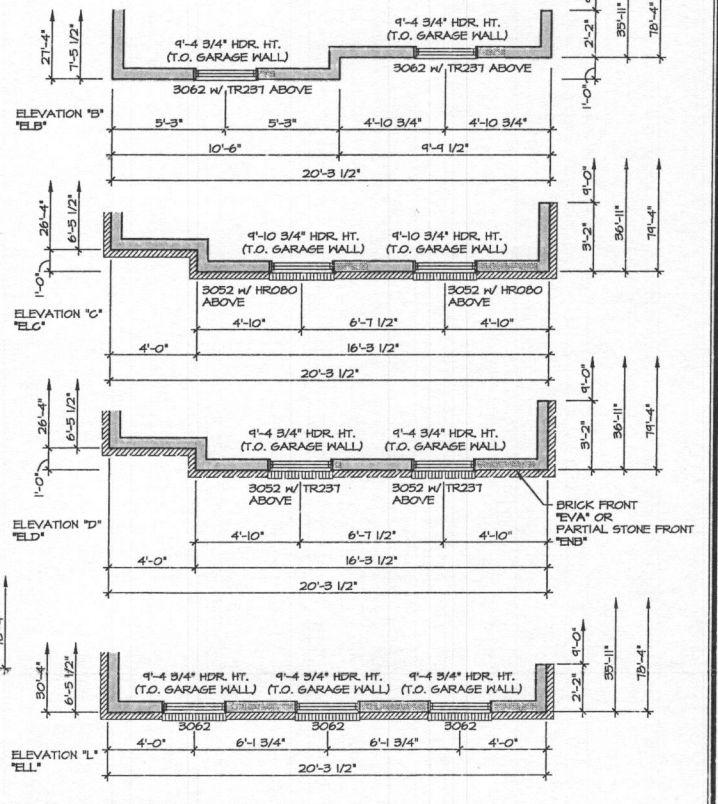 9'-4 3/4" HDR. HT.
(T.O. GARAGE WALL)
9'-4 3/4" HDR. HT.
(T.O. GARAGE WALL)
27'-4"
7'-5 1/2"
2'-2"
35'-11"
78'-4"
1'-0"
3062 W/ TR237 ABOVE
3062 W/ TR237 ABOVE
ELEVATION "B"
"ELB"
5'-3"
5'-3"
4'-10 3/4"
4'-10 3/4"
10'-6"
9'-9 1/2"
20'-3 1/2"
26'-4"
6'-5 1/2"
1'-0"
9'-10 3/4" HDR. HT.
(T.O. GARAGE WALL)
9'-10 3/4" HDR. HT.
(T.O. GARAGE WALL)
9'-0"
3'-2"
36'-11"
79'-4"
3052 W/ HR080
ABOVE
3052 W/ HR080
ABOVE
ELEVATION "C"
"ELC"
4'-10"
6'-7 1/2"
4'-10"
4'-0"
16'-3 1/2"
20'-3 1/2"
26'-4"
6'-5 1/2"
1'-0"
9'-4 3/4" HDR. HT.
(T.O. GARAGE WALL)
9'-4 3/4" HDR. HT.
(T.O. GARAGE WALL)
9'-0"
3'-2"
36'-11"
79'-4"
3052 W/ TR237
ABOVE
3052 W/ TR237
ABOVE
BRICK FRONT
"EVA" OR
PARTIAL STONE FRONT
"ENB"
ELEVATION "D"
"ELD"
4'-10"
6'-7 1/2"
4'-10"
4'-0"
16'-3 1/2"
20'-3 1/2"
30'-4"
6'-5 1/2"
9'-4 3/4" HDR. HT.
(T.O. GARAGE WALL)
9'-4 3/4" HDR. HT.
(T.O. GARAGE WALL)
9'-4 3/4" HDR. HT.
(T.O. GARAGE WALL)
9'-0"
2'-2"
35'-11"
78'-4"
3062
3062
3062
ELEVATION "L"
"ELL"
4'-0"
6'-1 3/4"
6'-1 3/4"
4'-0"
20'-3 1/2"